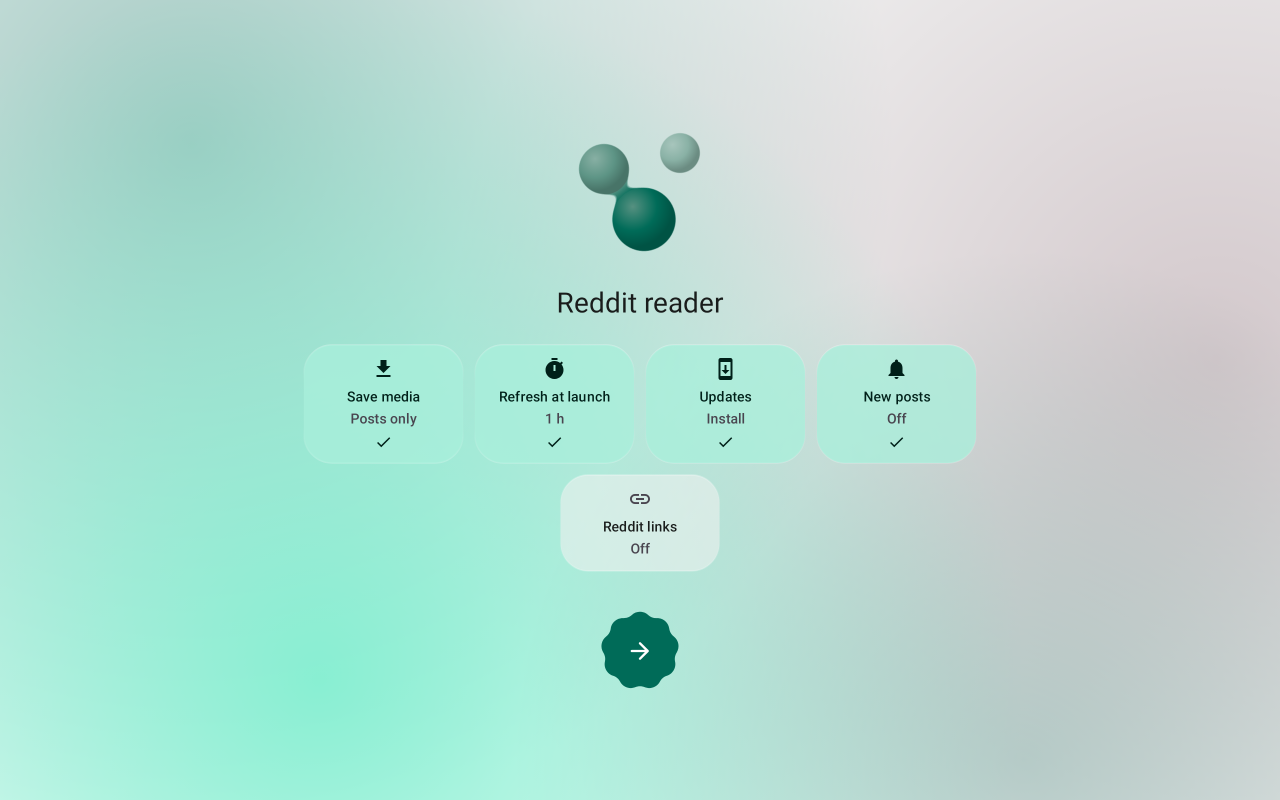 Reddit reader
Save media
Posts only
Refresh at launch
1 h
Updates
Install
New posts
Off
Reddit links
Off